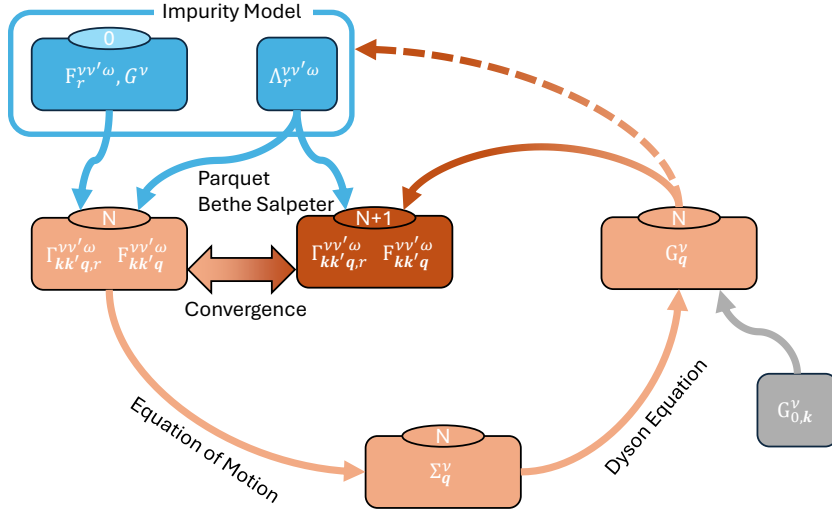 Impurity Model
0
F_r^{νν'ω}, G^ν
Λ_r^{νν'ω}
Parquet
Bethe Salpeter
N
Γ_{kk'q,r}^{νν'ω} F_{kk'q}^{νν'ω}
N+1
Γ_{kk'q,r}^{νν'ω} F_{kk'q}^{νν'ω}
N
G_q^ν
Convergence
Equation of Motion
N
Σ_q^ν
Dyson Equation
G_{0,k}^ν